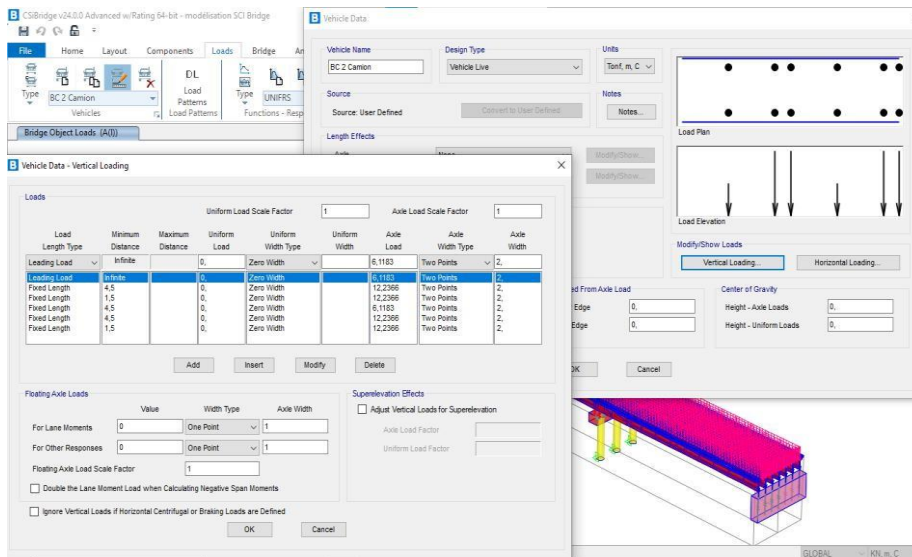 CSiBridge v24.0.0 Advanced w/Rating 64-bit - modélisation SCI Bridge
File Home Layout Components Loads Bridge
Type
BC 2 Camion
Vehicles
DL
Load
Patterns
Load Patterns
Type
UNIFRS
Functions - Resp
Bridge Object Loads (A(I))
Vehicle Data
Vehicle Name
BC 2 Camion
Design Type
Vehicle Live
Units
Tonf, m, C
Source
Source: User Defined
Convert to User Defined
Notes
Notes...
Length Effects
Modify/Show...
Modify/Show...
Load Plan
Load Elevation
Modify/Show Loads
Vertical Loading...
Horizontal Loading...
ed From Axle Load
Edge 0,
Edge 0,
Center of Gravity
Height - Axle Loads 0,
Height - Uniform Loads 0,
OK
Cancel
Vehicle Data - Vertical Loading
Loads
Uniform Load Scale Factor 1 Axle Load Scale Factor 1
Load Length Type Minimum Distance Maximum Distance Uniform Load Uniform Width Type Uniform Width Axle Load Axle Width Type Axle Width
Leading Load Infinite 0, Zero Width 6,1183 Two Points 2,
Leading Load Infinite 0, Zero Width 6,1183 Two Points 2,
Fixed Length 4,5 0, Zero Width 12,2366 Two Points 2,
Fixed Length 1,5 0, Zero Width 12,2366 Two Points 2,
Fixed Length 4,5 0, Zero Width 6,1183 Two Points 2,
Fixed Length 4,5 0, Zero Width 12,2366 Two Points 2,
Fixed Length 1,5 0, Zero Width 12,2366 Two Points 2,
Add Insert Modify Delete
Floating Axle Loads
Value Width Type Axle Width
For Lane Moments 0 One Point 1
For Other Responses 0 One Point 1
Floating Axle Load Scale Factor 1
Double the Lane Moment Load when Calculating Negative Span Moments
Superelevation Effects
Adjust Vertical Loads for Superelevation
Axle Load Factor
Uniform Load Factor
Ignore Vertical Loads if Horizontal Centrifugal or Braking Loads are Defined
OK Cancel
GLOBAL KN, m, C